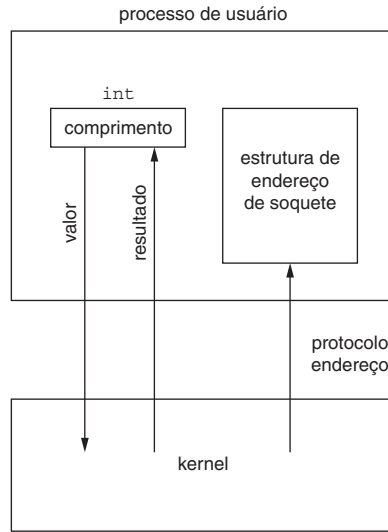 processo de usuário
int
comprimento
estrutura de
endereço
de soquete
valor
resultado
protocolo
endereço
kernel